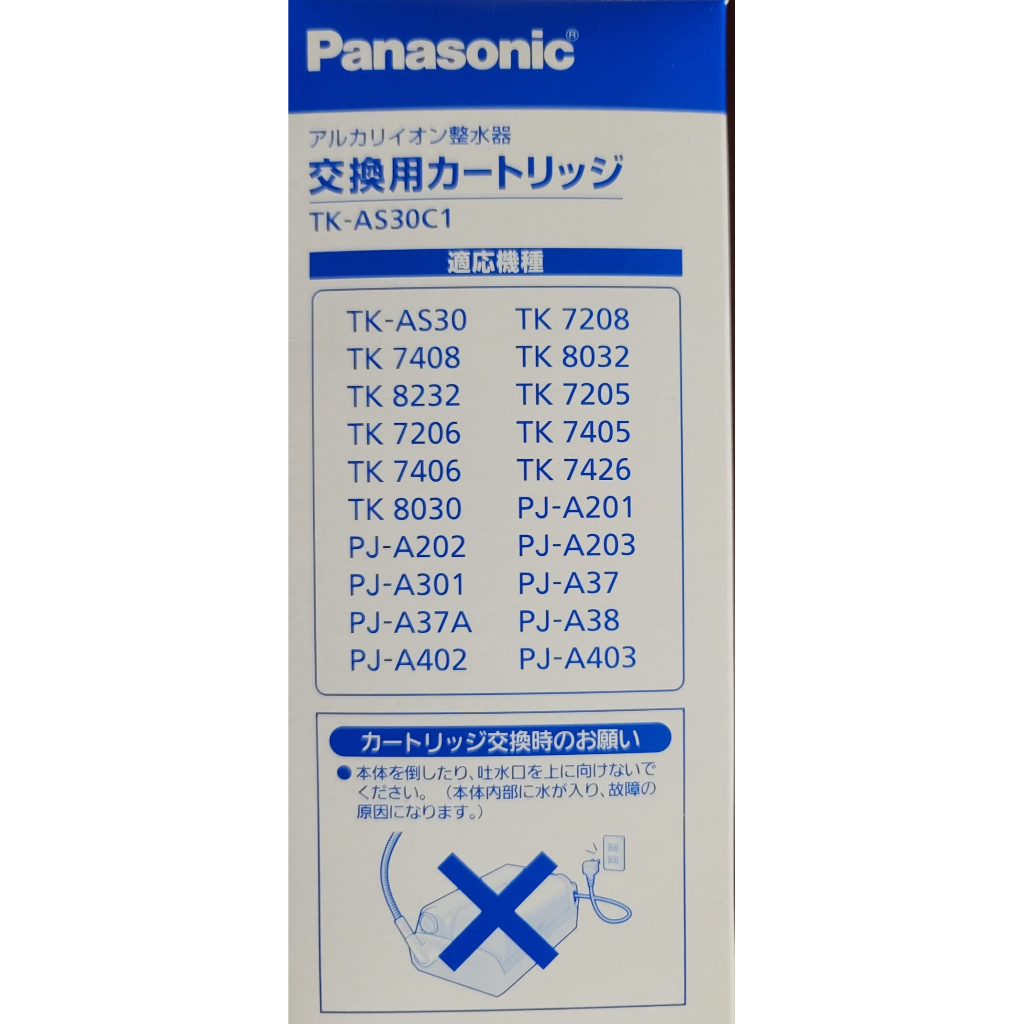 Panasonic®
アルカリイオン整水器
交換用カートリッジ
TK-AS30C1
適応機種
TK-AS30 TK 7208
TK 7408 TK 8032
TK 8232 TK 7205
TK 7206 TK 7405
TK 7406 TK 7426
TK 8030 PJ-A201
PJ-A202 PJ-A203
PJ-A301 PJ-A37
PJ-A37A PJ-A38
PJ-A402 PJ-A403
カートリッジ交換時のお願い
●本体を倒したり、吐水口を上に向けないで
ください。（本体内部に水が入り、故障の
原因になります。）